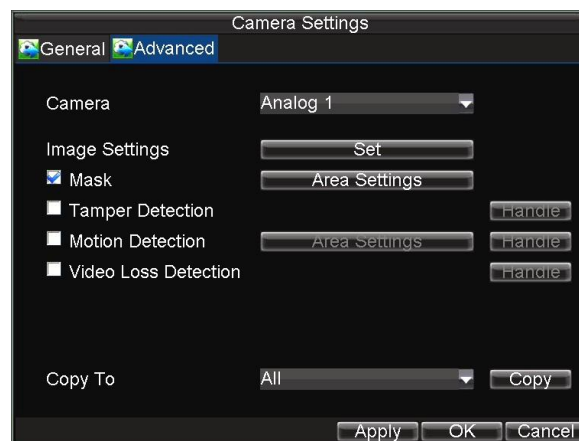 Camera Settings
General Advanced
Camera Analog 1
Image Settings Set
Mask Area Settings
Tamper Detection Handle
Motion Detection Area Settings Handle
Video Loss Detection Handle
Copy To All Copy
Apply OK Cancel